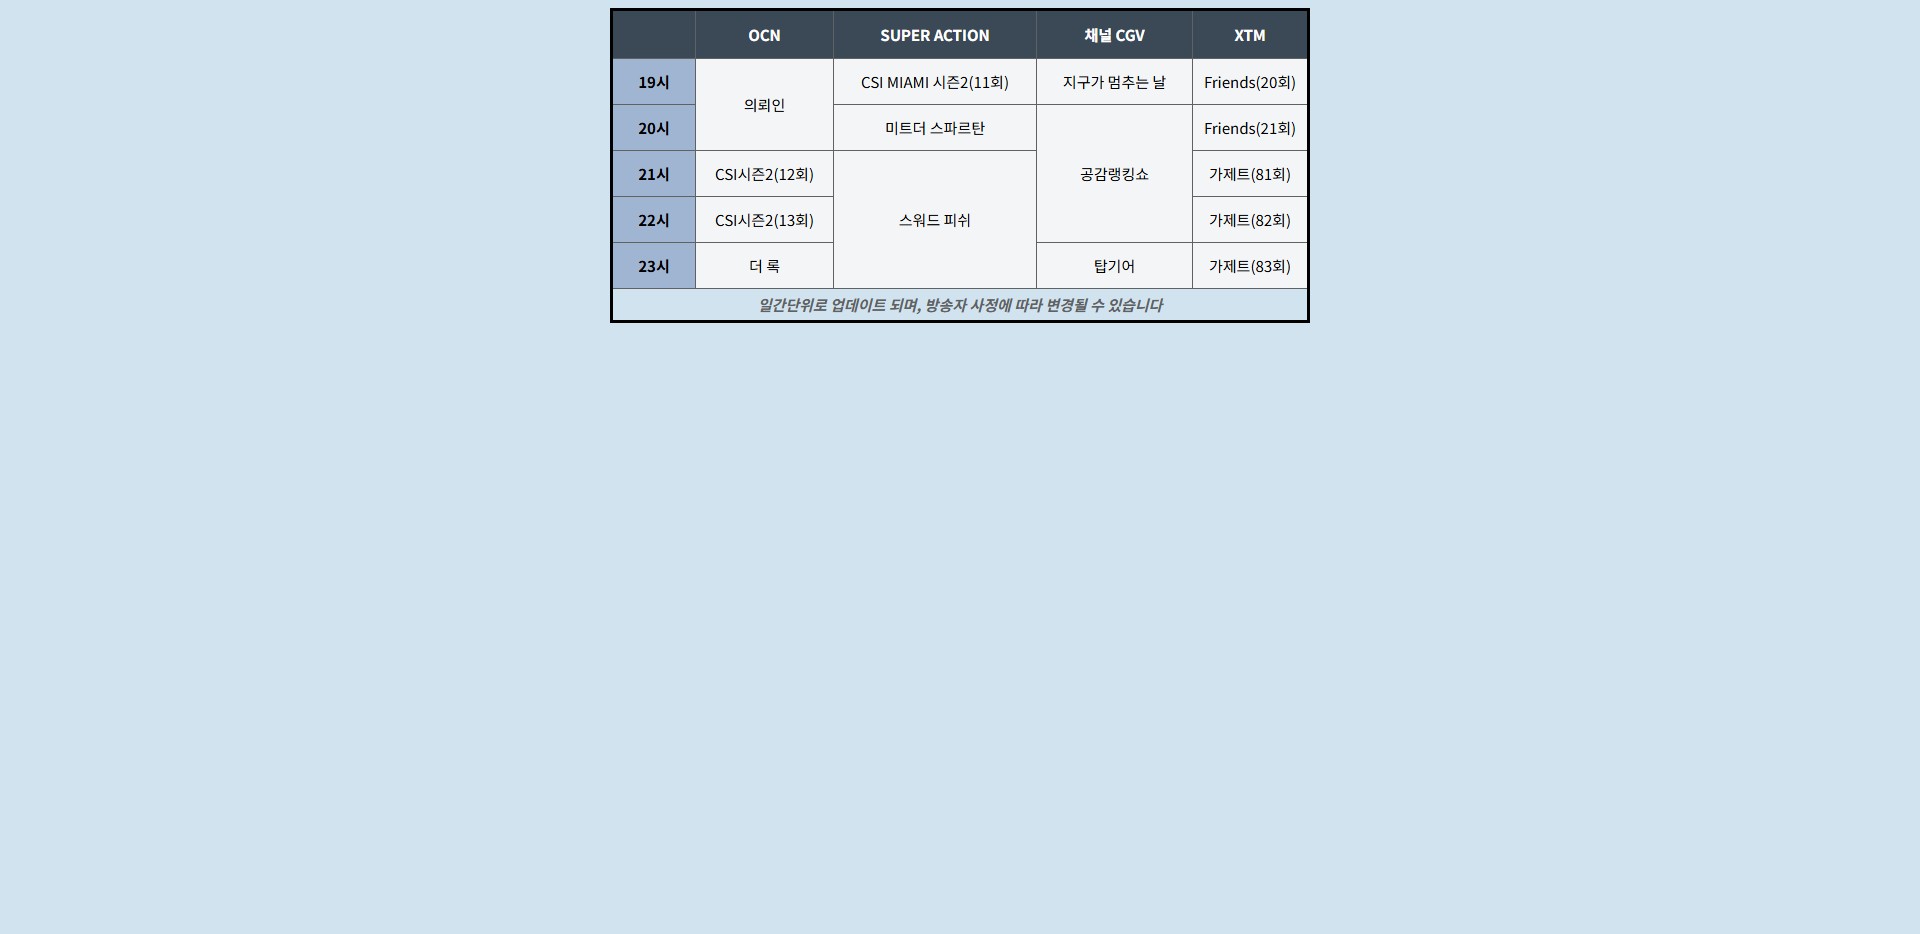 OCN SUPER ACTION 채널 CGV XTM
19시 의뢰인 CSI MIAMI 시즌2(11회) 지구가 멈추는 날 Friends(20회)
20시 미트더 스파르탄 공감랭킹쇼 Friends(21회)
21시 CSI시즌2(12회) 스워드 피쉬 가제트(81회)
22시 CSI시즌2(13회) 가제트(82회)
23시 더 록 탑기어 가제트(83회)
일간단위로 업데이트 되며, 방송자 사정에 따라 변경될 수 있습니다